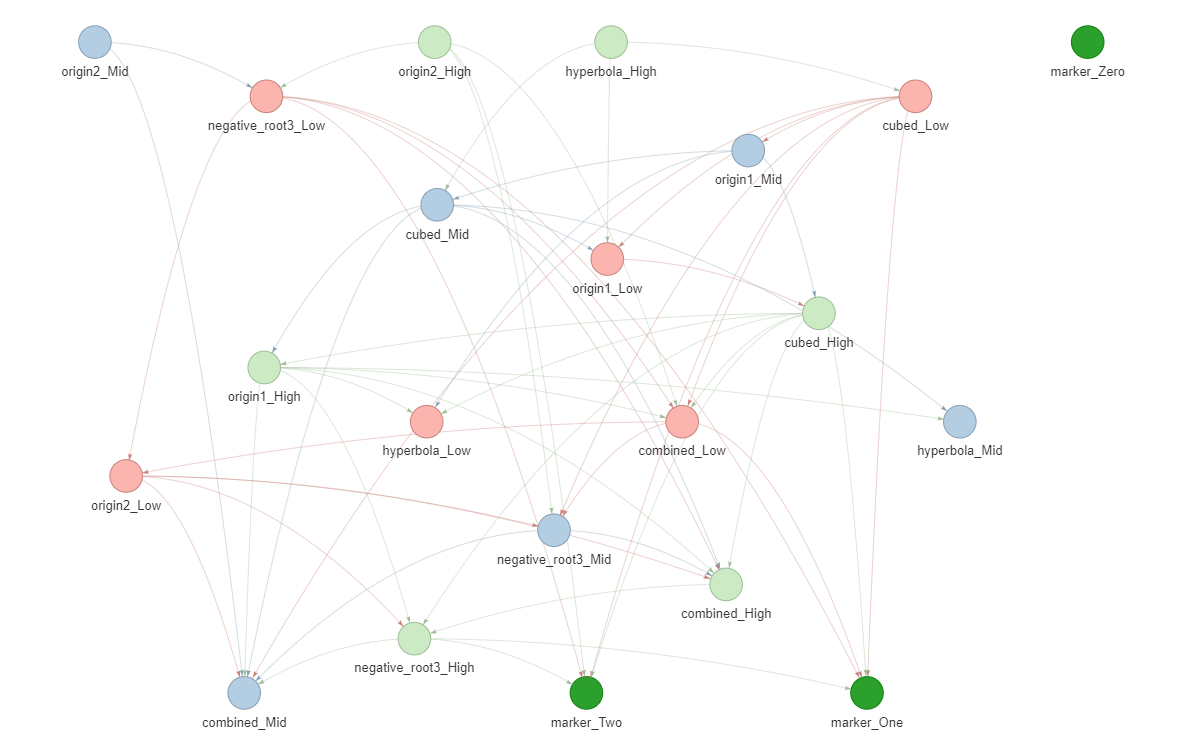 origin2_Mid
origin2_High
hyperbola_High
marker_Zero
negative_root3_Low
cubed_Low
origin1_Mid
cubed_Mid
origin1_Low
cubed_High
origin1_High
hyperbola_Low
combined_Low
hyperbola_Mid
origin2_Low
negative_root3_Mid
combined_High
negative_root3_High
combined_Mid
marker_Two
marker_One